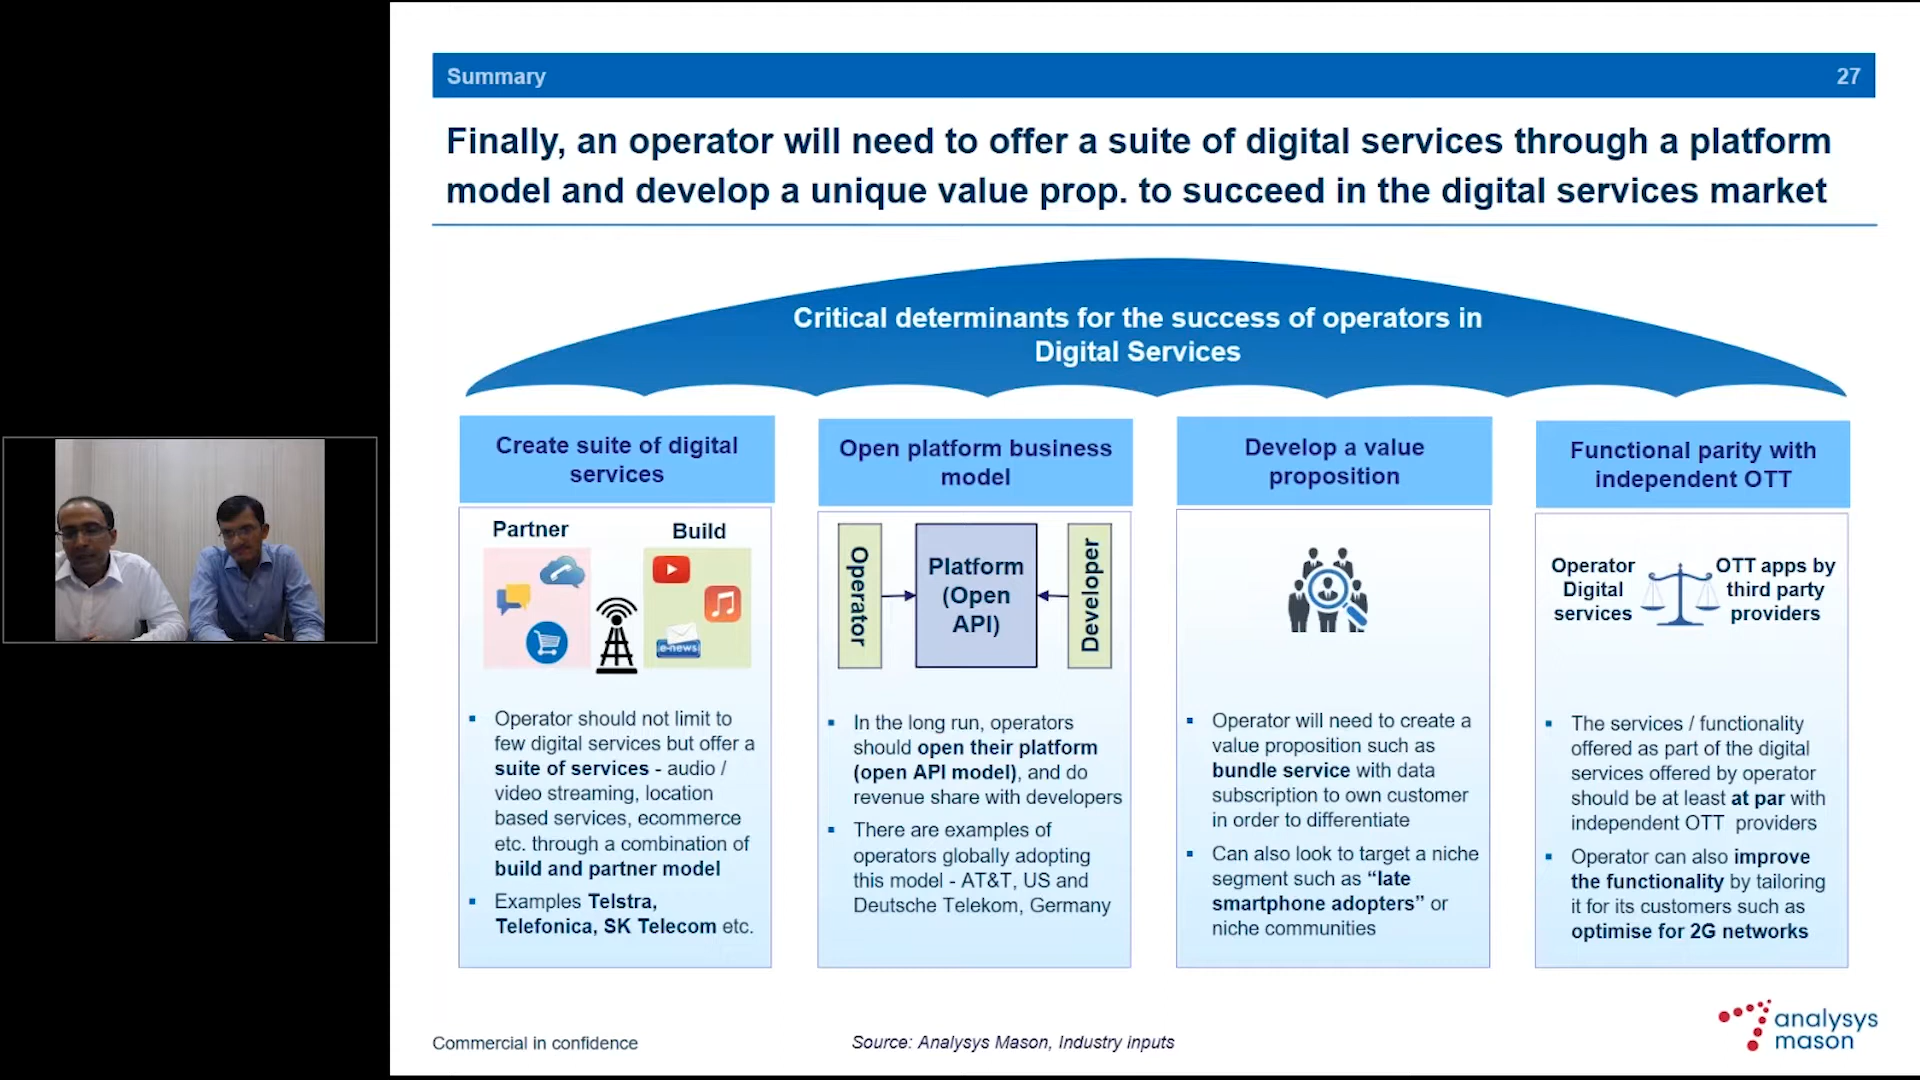 Summary
27
Finally, an operator will need to offer a suite of digital services through a platform
model and develop a unique value prop. to succeed in the digital services market
Critical determinants for the success of operators in
Digital Services
Create suite of digital
services
Partner
Build
e-news
Operator should not limit to
few digital services but offer a
suite of services - audio /
video streaming, location
based services, ecommerce
etc. through a combination of
build and partner model
Examples Telstra,
Telefonica, SK Telecom etc.
Open platform business
model
Operator
Platform
(Open
API)
Developer
In the long run, operators
should open their platform
(open API model), and do
revenue share with developers
There are examples of
operators globally adopting
this model - AT&T, US and
Deutsche Telekom, Germany
Develop a value
proposition
Operator will need to create a
value proposition such as
bundle service with data
subscription to own customer
in order to differentiate
Can also look to target a niche
segment such as “late
smartphone adopters” or
niche communities
Functional parity with
independent OTT
Operator
Digital
services
OTT apps by
third party
providers
The services / functionality
offered as part of the digital
services offered by operator
should be at least at par with
independent OTT providers
Operator can also improve
the functionality by tailoring
it for its customers such as
optimise for 2G networks
Commercial in confidence
Source: Analysys Mason, Industry inputs
analysys
mason